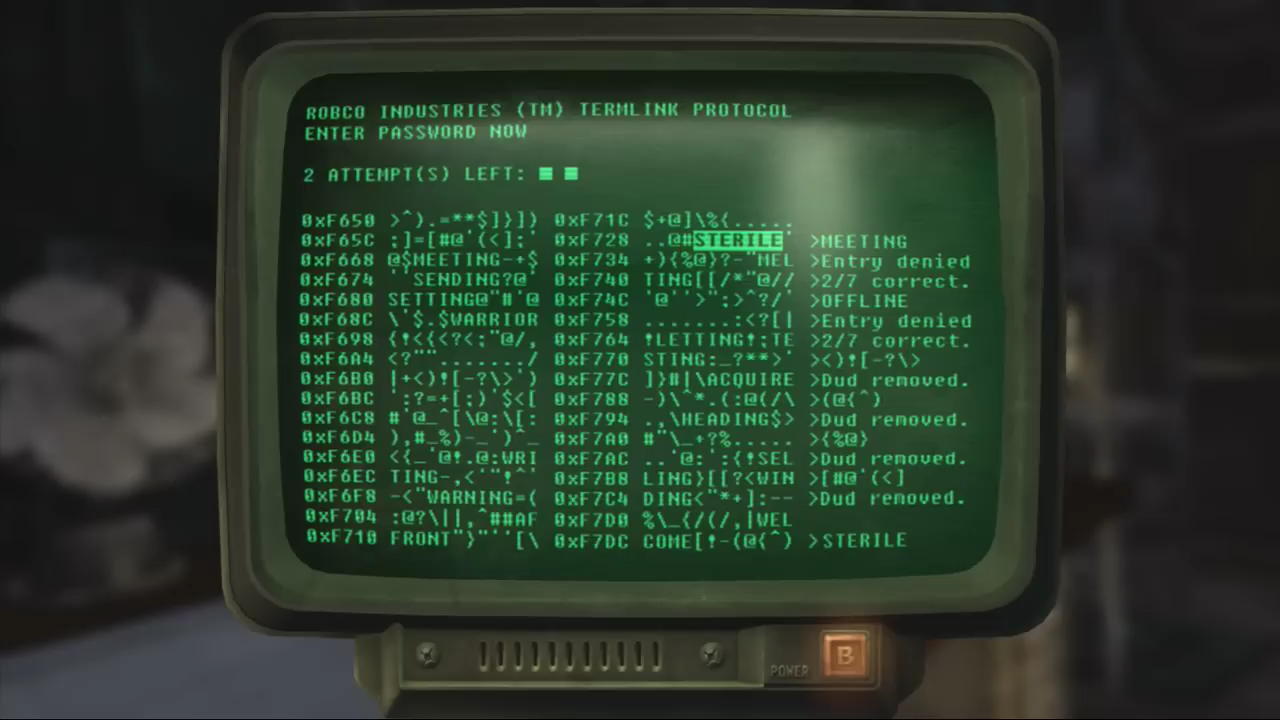 ROBCO INDUSTRIES (TM) TERMLINK PROTOCOL
ENTER PASSWORD NOW
2 ATTEMPT(S) LEFT: ■ ■
0xF650 >^).=**$]}]) 0xF71C $+@]\%(.....
0xF65C ;]=[#@'(<];' 0xF728 ..@#STERILE' >MEETING
0xF668 @$MEETING-+$ 0xF734 +){%@}?-"MEL >Entry denied
0xF674 ''SENDING?@' 0xF740 TING[[/*"@// >2/7 correct.
0xF680 SETTING@"#'@ 0xF74C '@''>":>^?/' >OFFLINE
0xF68C \'$.$WARRIOR 0xF758 .......:<?[| >Entry denied
0xF698 {!<{<?<;"@/, 0xF764 !LETTING!;TE >2/7 correct.
0xF6A4 <?""......./ 0xF770 STING:_?**>' ><)![-?\>
0xF6B0 |+<)![-?\>') 0xF77C ]}#|\ACQUIRE >Dud removed.
0xF6BC ':?=+[;)'$<[ 0xF788 -)\^*.(:@(/\ >(@{^)
0xF6C8 #'@_^[\@:\[: 0xF794 .,\HEADING$> >Dud removed.
0xF6D4 ),#_%)-_')^_ 0xF7A0 #"\_+?%..... >{%@}
0xF6E0 <{_'@!.@:WRI 0xF7AC ..'@:':{!SEL >Dud removed.
0xF6EC TING-,<'"!^' 0xF7B8 LING}[[?<WIN >[#@'(<]
0xF6F8 -<"WARNING=( 0xF7C4 DING<"*+]:-- >Dud removed.
0xF704 :@?\||,^##AF 0xF7D0 %\_{/(/,|WEL
0xF710 FRONT"}"''[\ 0xF7DC COME[!-(@{^) >STERILE
POWER
B